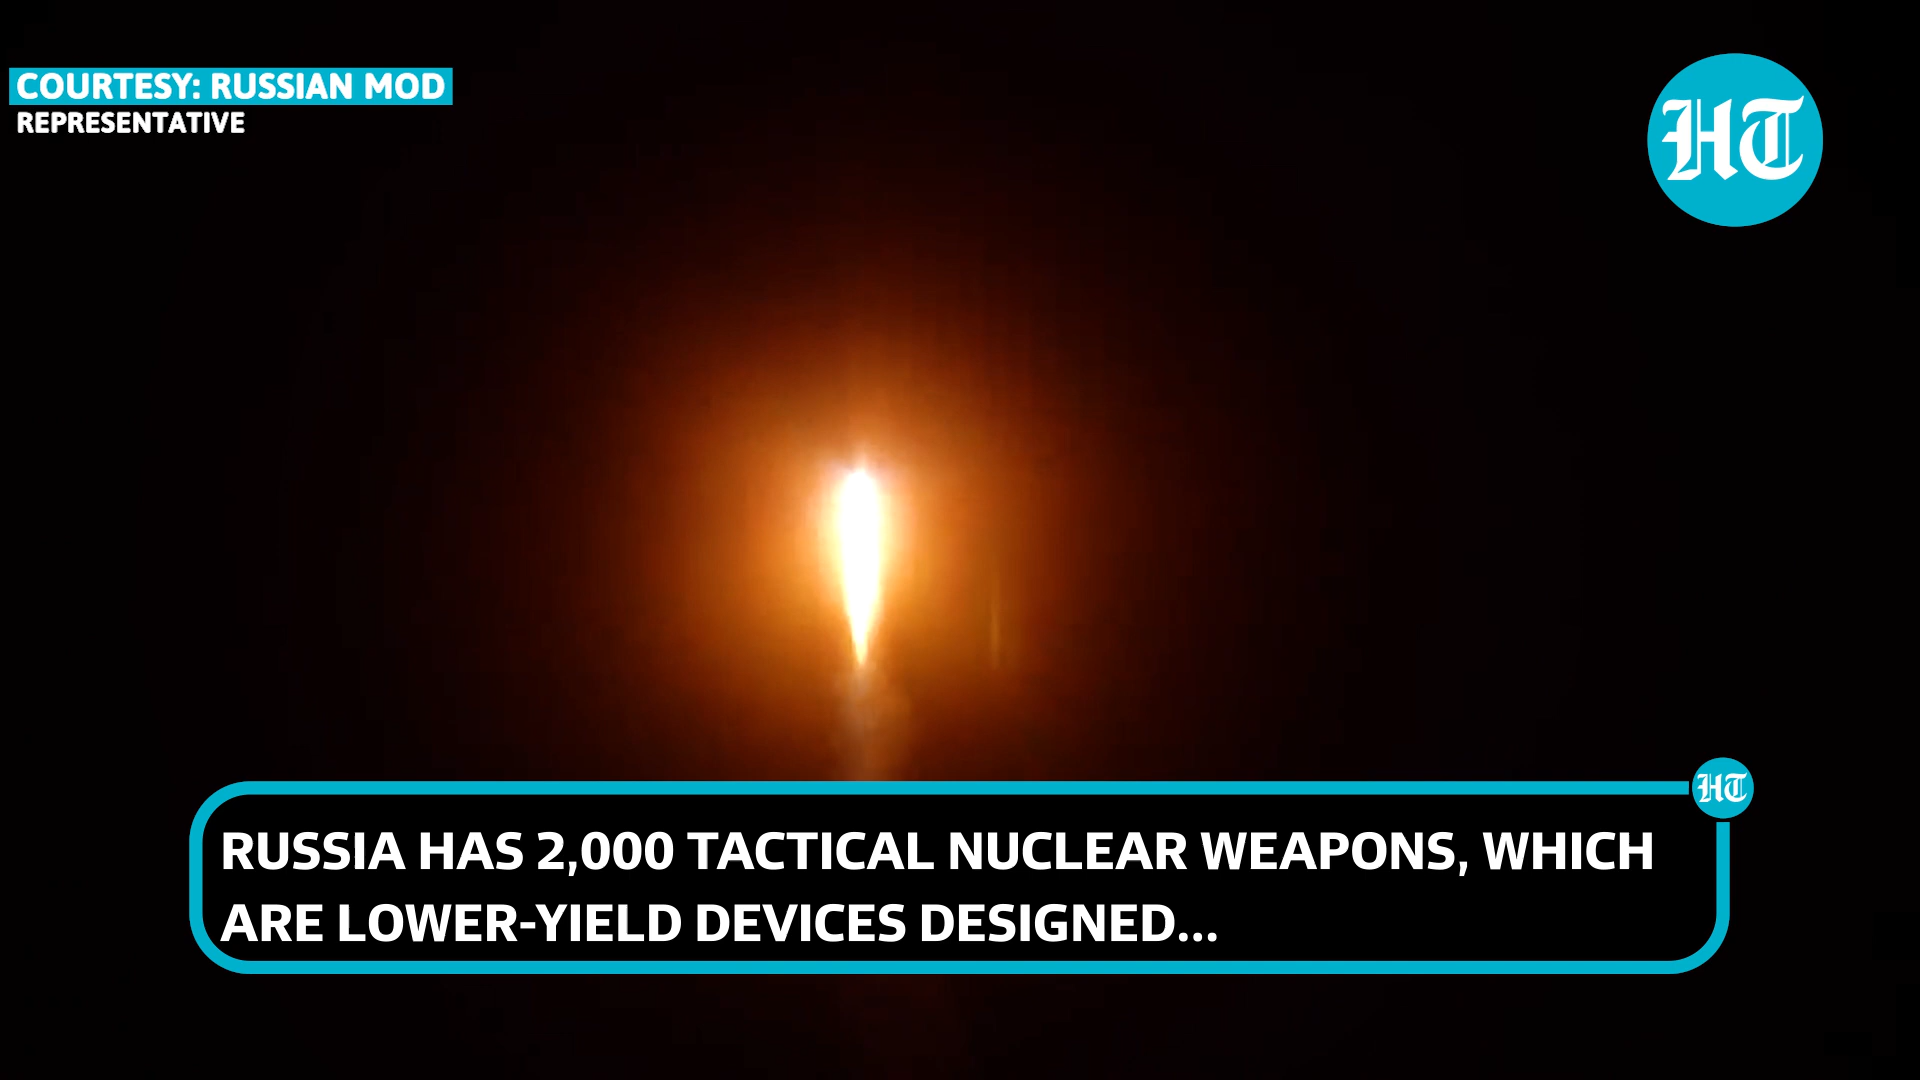 COURTESY: RUSSIAN MOD
REPRESENTATIVE
HT
HT
RUSSIA HAS 2,000 TACTICAL NUCLEAR WEAPONS, WHICH
ARE LOWER-YIELD DEVICES DESIGNED...